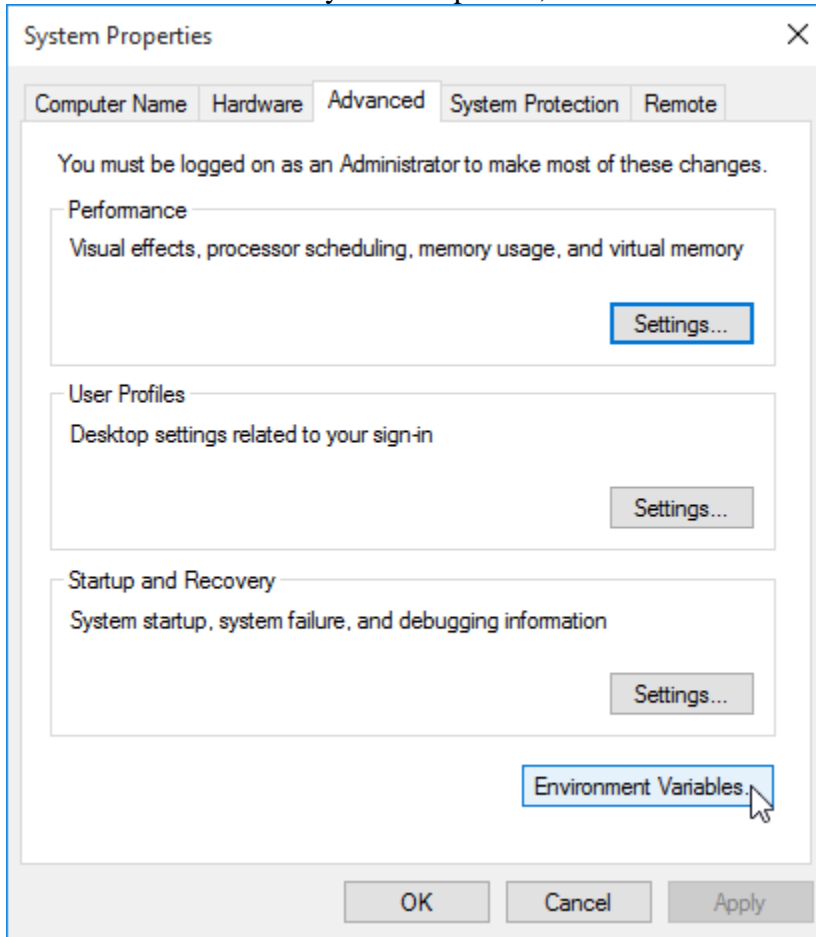 System Properties
Computer Name Hardware Advanced System Protection Remote
You must be logged on as an Administrator to make most of these changes.
Performance
Visual effects, processor scheduling, memory usage, and virtual memory
Settings...
User Profiles
Desktop settings related to your sign-in
Settings...
Startup and Recovery
System startup, system failure, and debugging information
Settings...
Environment Variables...
OK Cancel Apply